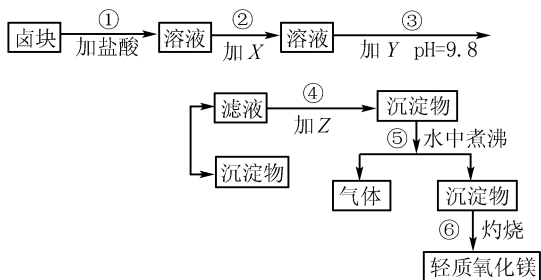 ① ② ③
卤块 加盐酸 溶液 加X 溶液 加Y pH=9.8
滤液 ④ 加Z 沉淀物
⑤ 水中煮沸
沉淀物
气体 沉淀物
⑥ 灼烧
轻质氧化镁